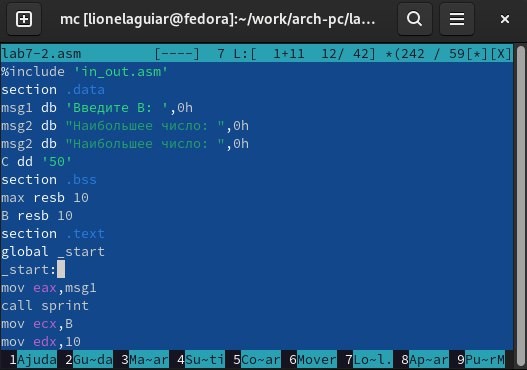 mc [lionelaguiar@fedora]:~/work/arch-pc/la...
lab7-2.asm [----] 7 L:[ 1+11 12/ 42] *(242 / 59[*][X]
%include 'in_out.asm'
section .data
msg1 db 'Введите B: ',0h
msg2 db "Наибольшее число: ",0h
msg2 db "Наибольшее число: ",0h
C dd '50'
section .bss
max resb 10
B resb 10
section .text
global _start
_start:
mov eax,msg1
call sprint
mov ecx,B
mov edx,10
1Ajuda 2Gu~da 3Ma~ar 4Su~ti 5Co~ar 6Mover 7Lo~l. 8Ap~ar 9Pu~rM